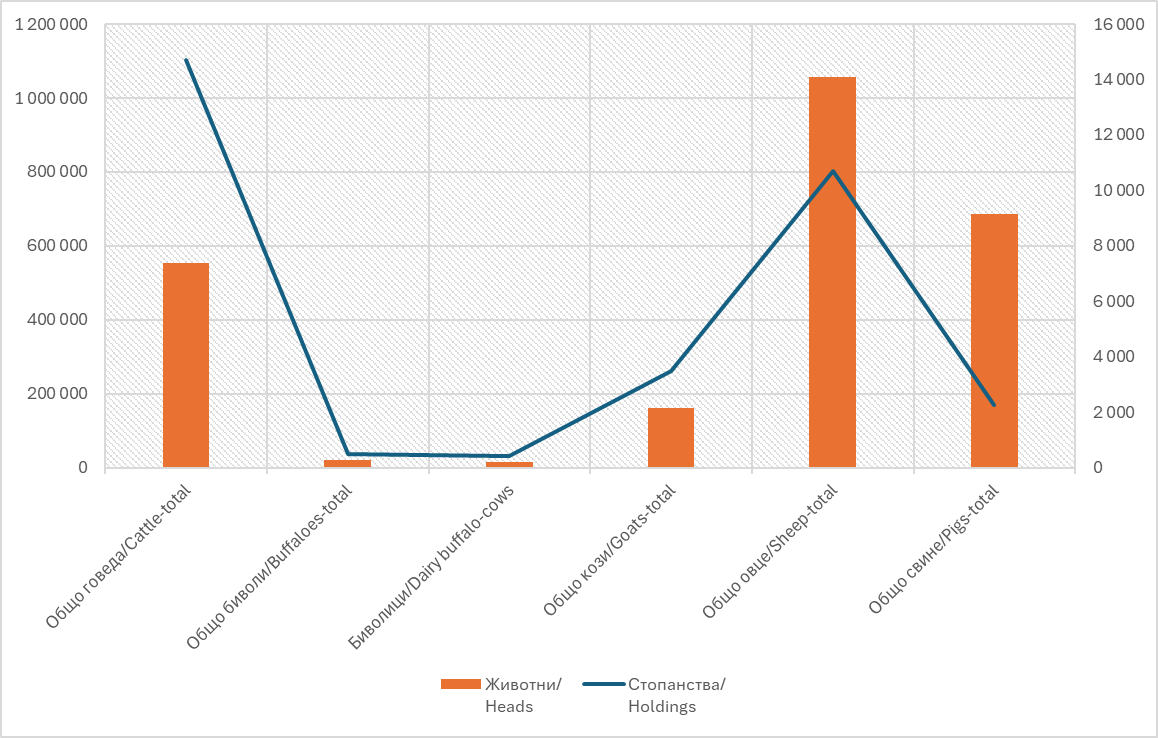 1 200 000
1 000 000
800 000
600 000
400 000
200 000
0
16 000
14 000
12 000
10 000
8 000
6 000
4 000
2 000
0
Общо говеда/Cattle-total
Общо биволи/Buffaloes-total
Биволици/Dairy buffalo-cows
Общо кози/Goats-total
Общо овце/Sheep-total
Общо свине/Pigs-total
Животни/
Heads
Стопанства/
Holdings